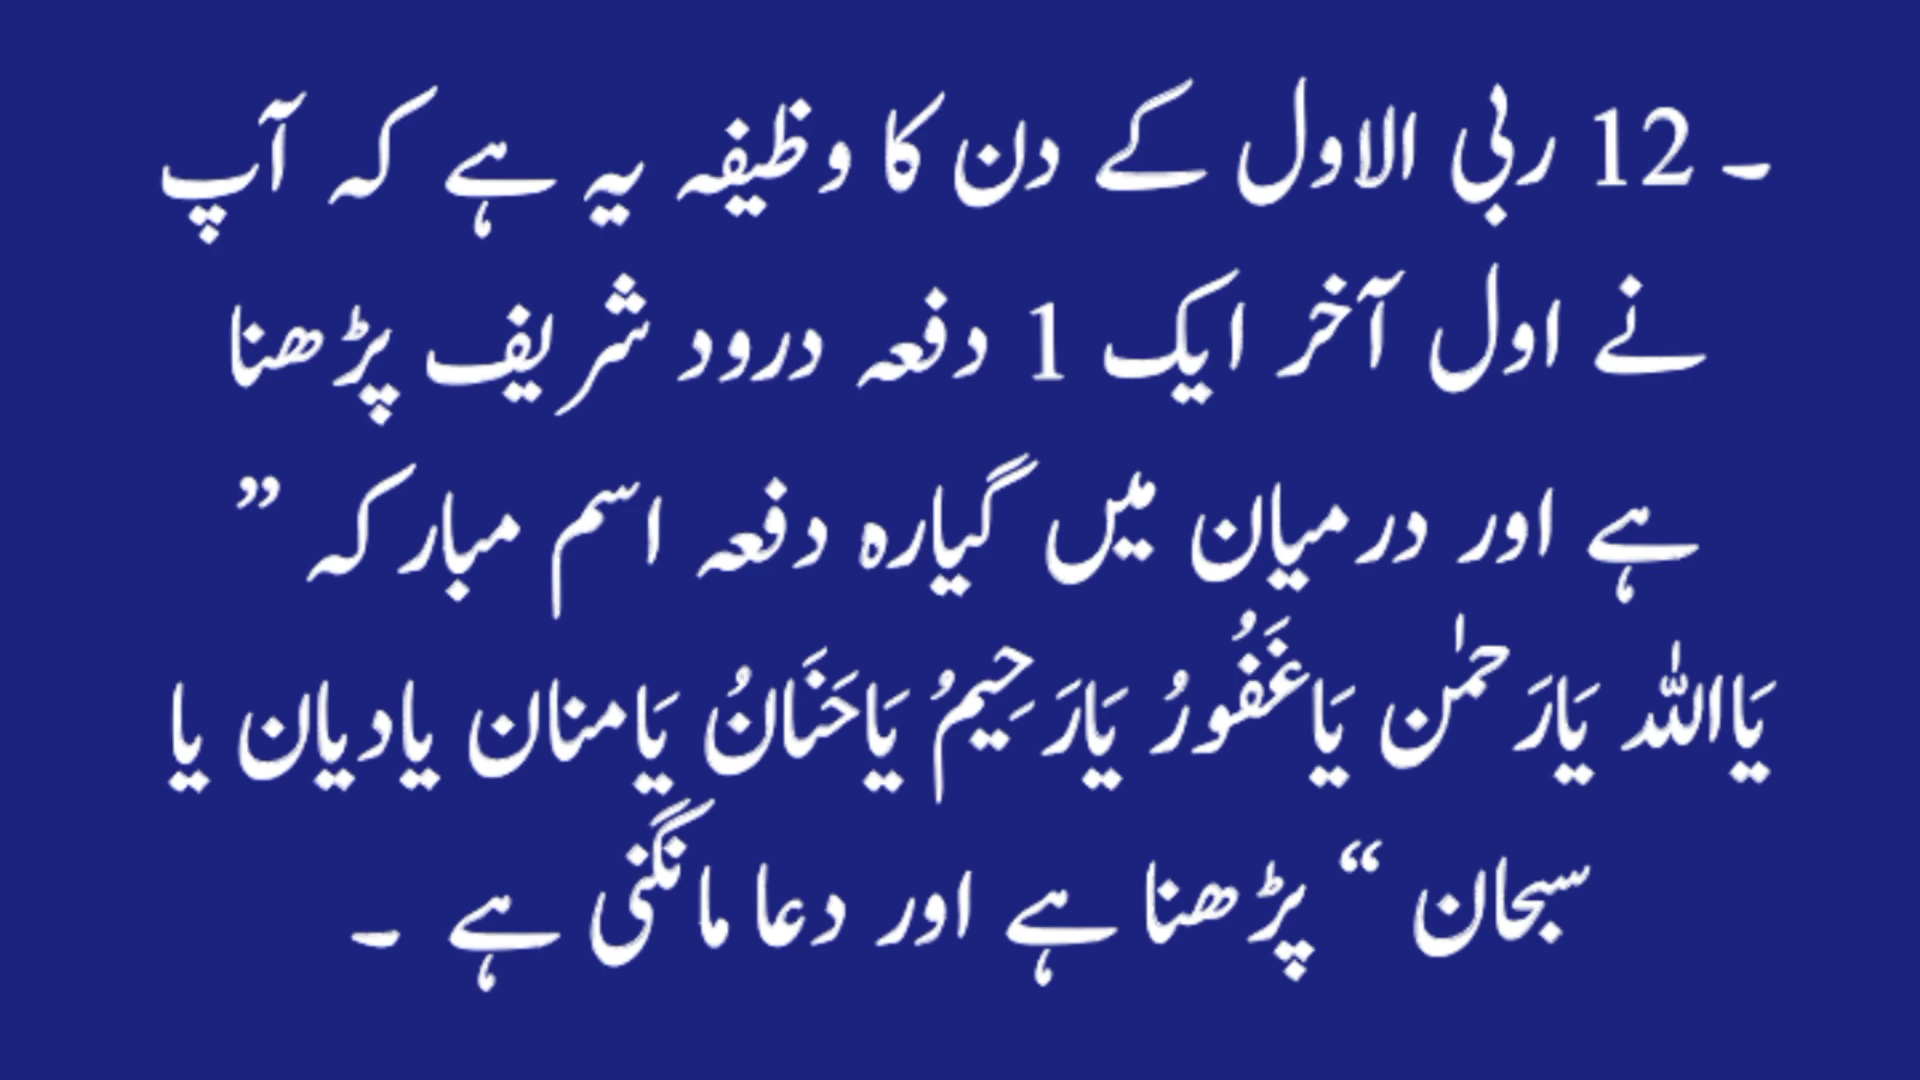 ۔ 12 ربی الاول کے دن کا وظیفہ یہ ہے کہ آپ
نے اول آخر ایک 1 دفعہ درود شریف پڑھنا
ہے اور درمیان میں گیارہ دفعہ اسم مبارکہ ”
یَااللہ یَارَحمٰن یَاغَفُورُ یَارَحِیمُ یَاحَنَانُ یَامنان یادیان یا
سبحان “ پڑھنا ہے اور دعا مانگنی ہے ۔